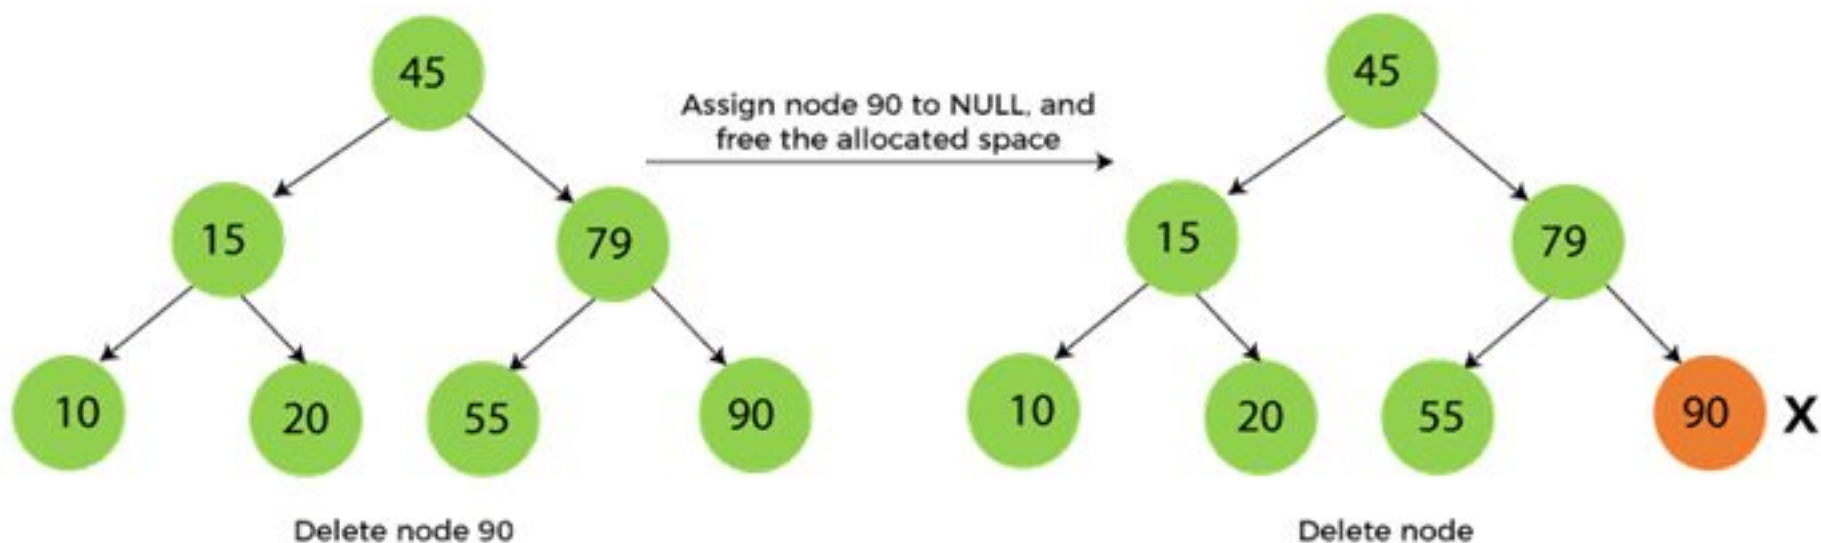 45
45
Assign node 90 to NULL, and
free the allocated space
15
79
15
79
10
20
55
90
10
20
55
90
X
Delete node 90
Delete node